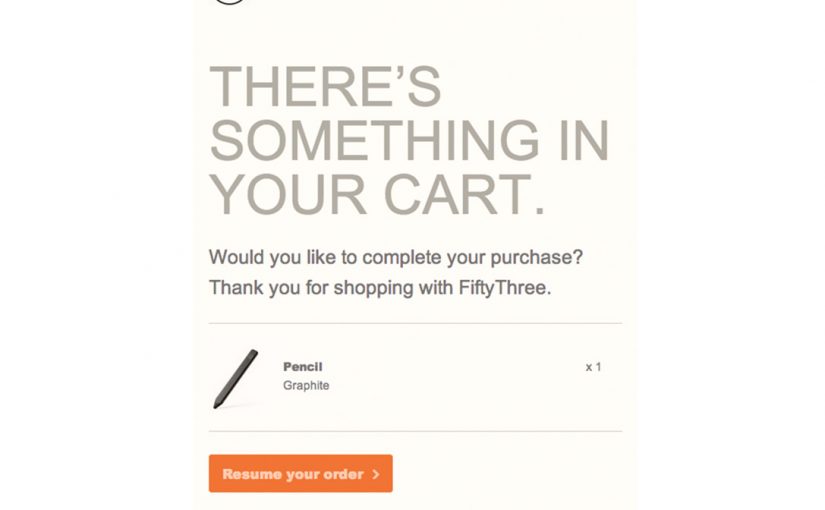 THERE’S
SOMETHING IN
YOUR CART.
Would you like to complete your purchase?
Thank you for shopping with FiftyThree.
Pencil x 1
Graphite
Resume your order >